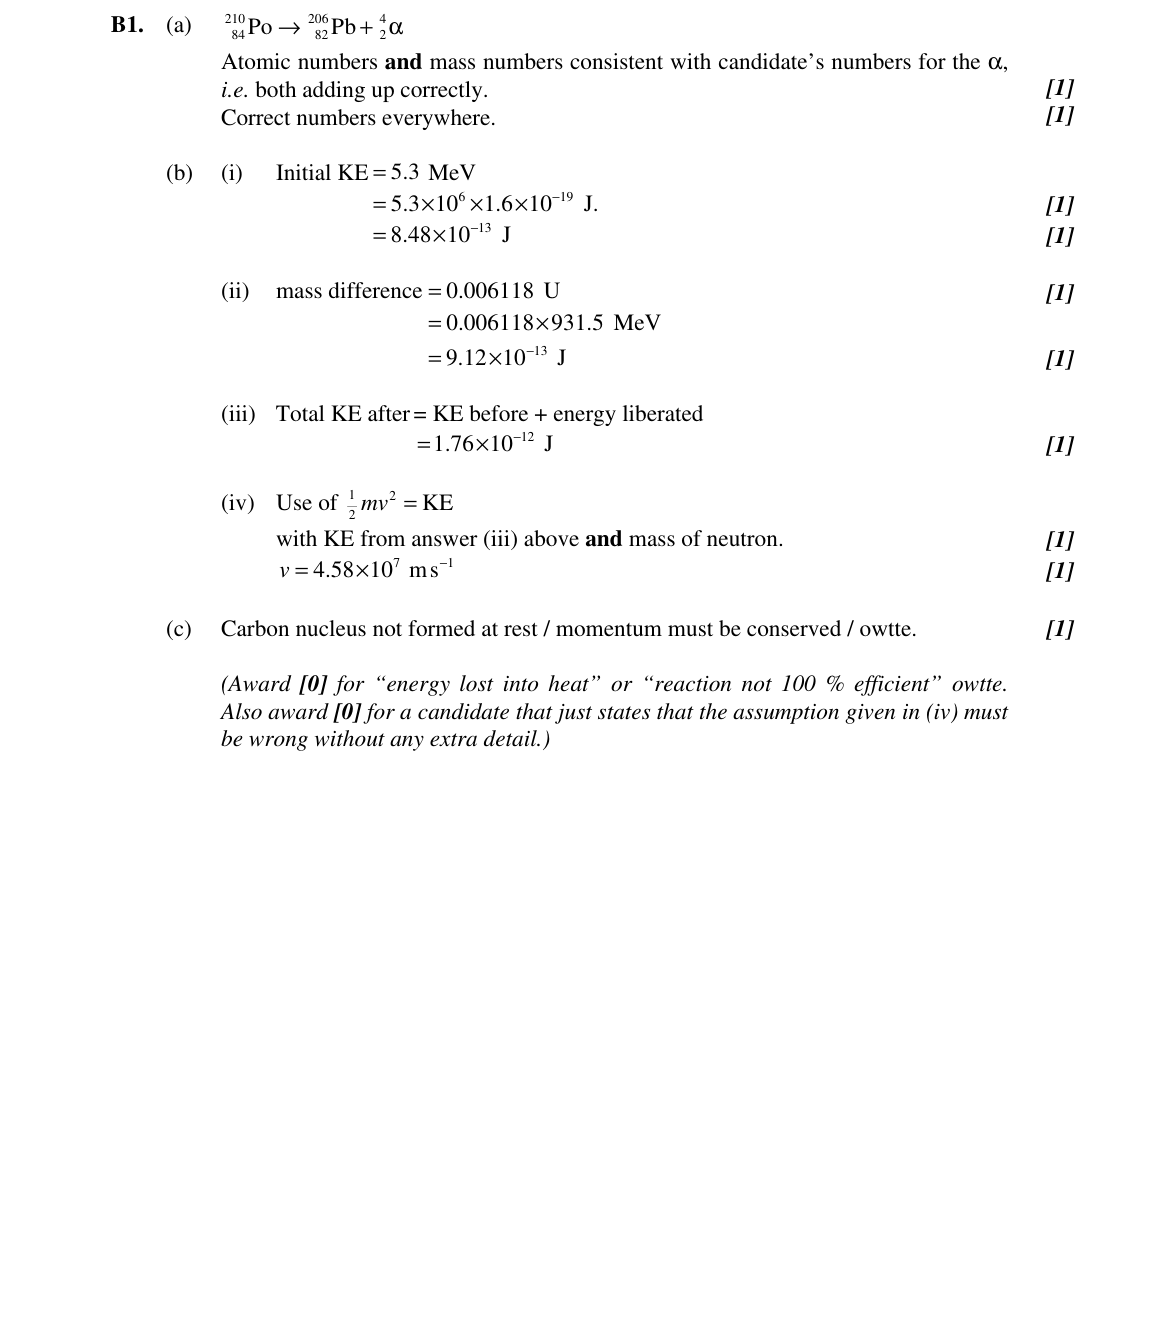 B1. (a) ²¹⁰₈₄Po → ²⁰⁶₈₂Pb + ⁴₂α
Atomic numbers and mass numbers consistent with candidate's numbers for the α,
i.e. both adding up correctly. [1]
Correct numbers everywhere. [1]
(b) (i) Initial KE = 5.3 MeV
= 5.3×10⁶ ×1.6×10⁻¹⁹ J. [1]
= 8.48×10⁻¹³ J [1]
(ii) mass difference = 0.006118 U [1]
= 0.006118×931.5 MeV
= 9.12×10⁻¹³ J [1]
(iii) Total KE after = KE before + energy liberated
= 1.76×10⁻¹² J [1]
(iv) Use of ½mv² = KE
with KE from answer (iii) above and mass of neutron. [1]
v = 4.58×10⁷ m s⁻¹ [1]
(c) Carbon nucleus not formed at rest / momentum must be conserved / owtte. [1]
(Award [0] for “energy lost into heat” or “reaction not 100 % efficient” owtte.
Also award [0] for a candidate that just states that the assumption given in (iv) must
be wrong without any extra detail.)